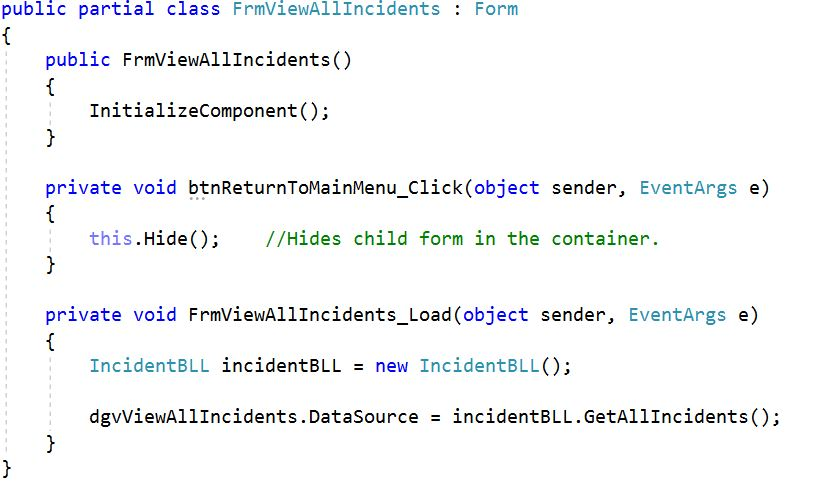 public partial class FrmViewAllIncidents : Form
{
    public FrmViewAllIncidents()
    {
        InitializeComponent();
    }

    private void btnReturnToMainMenu_Click(object sender, EventArgs e)
    {
        this.Hide();    //Hides child form in the container.
    }

    private void FrmViewAllIncidents_Load(object sender, EventArgs e)
    {
        IncidentBLL incidentBLL = new IncidentBLL();

        dgvViewAllIncidents.DataSource = incidentBLL.GetAllIncidents();
    }
}